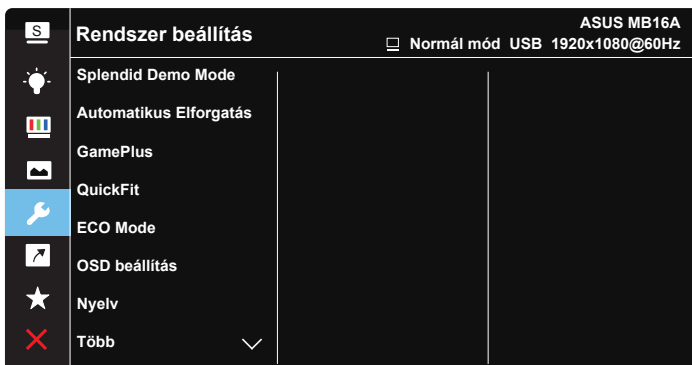 S
Rendszer beállítás
ASUS MB16A
Normál mód USB 1920x1080@60Hz
Splendid Demo Mode
Automatikus Elforgatás
GamePlus
QuickFit
ECO Mode
OSD beállítás
Nyelv
Több